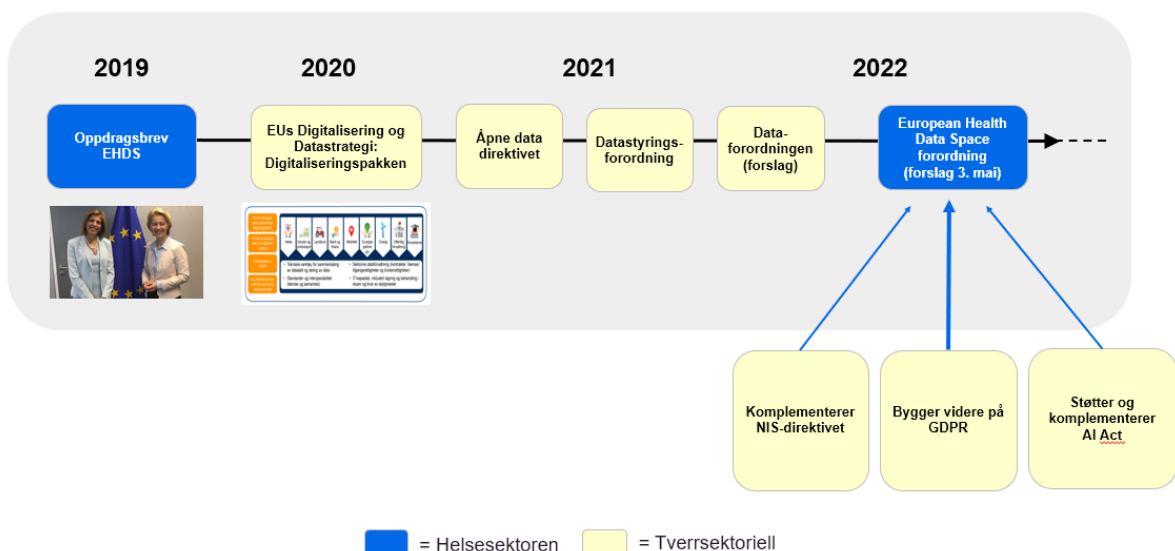 2019
2020
2021
2022
Oppdragsbrev
EHDS
EUs Digitalisering og
Datastrategi:
Digitaliseringspakken
Åpne data
direktivet
Datastyrings-
forordning
Data-
forordningen
(forslag)
European Health
Data Space
forordning
(forslag 3. mai)
Komplementerer
NIS-direktivet
Bygger videre på
GDPR
Støtter og
komplementerer
AI Act
= Helsesektoren
= Tverrsektoriell